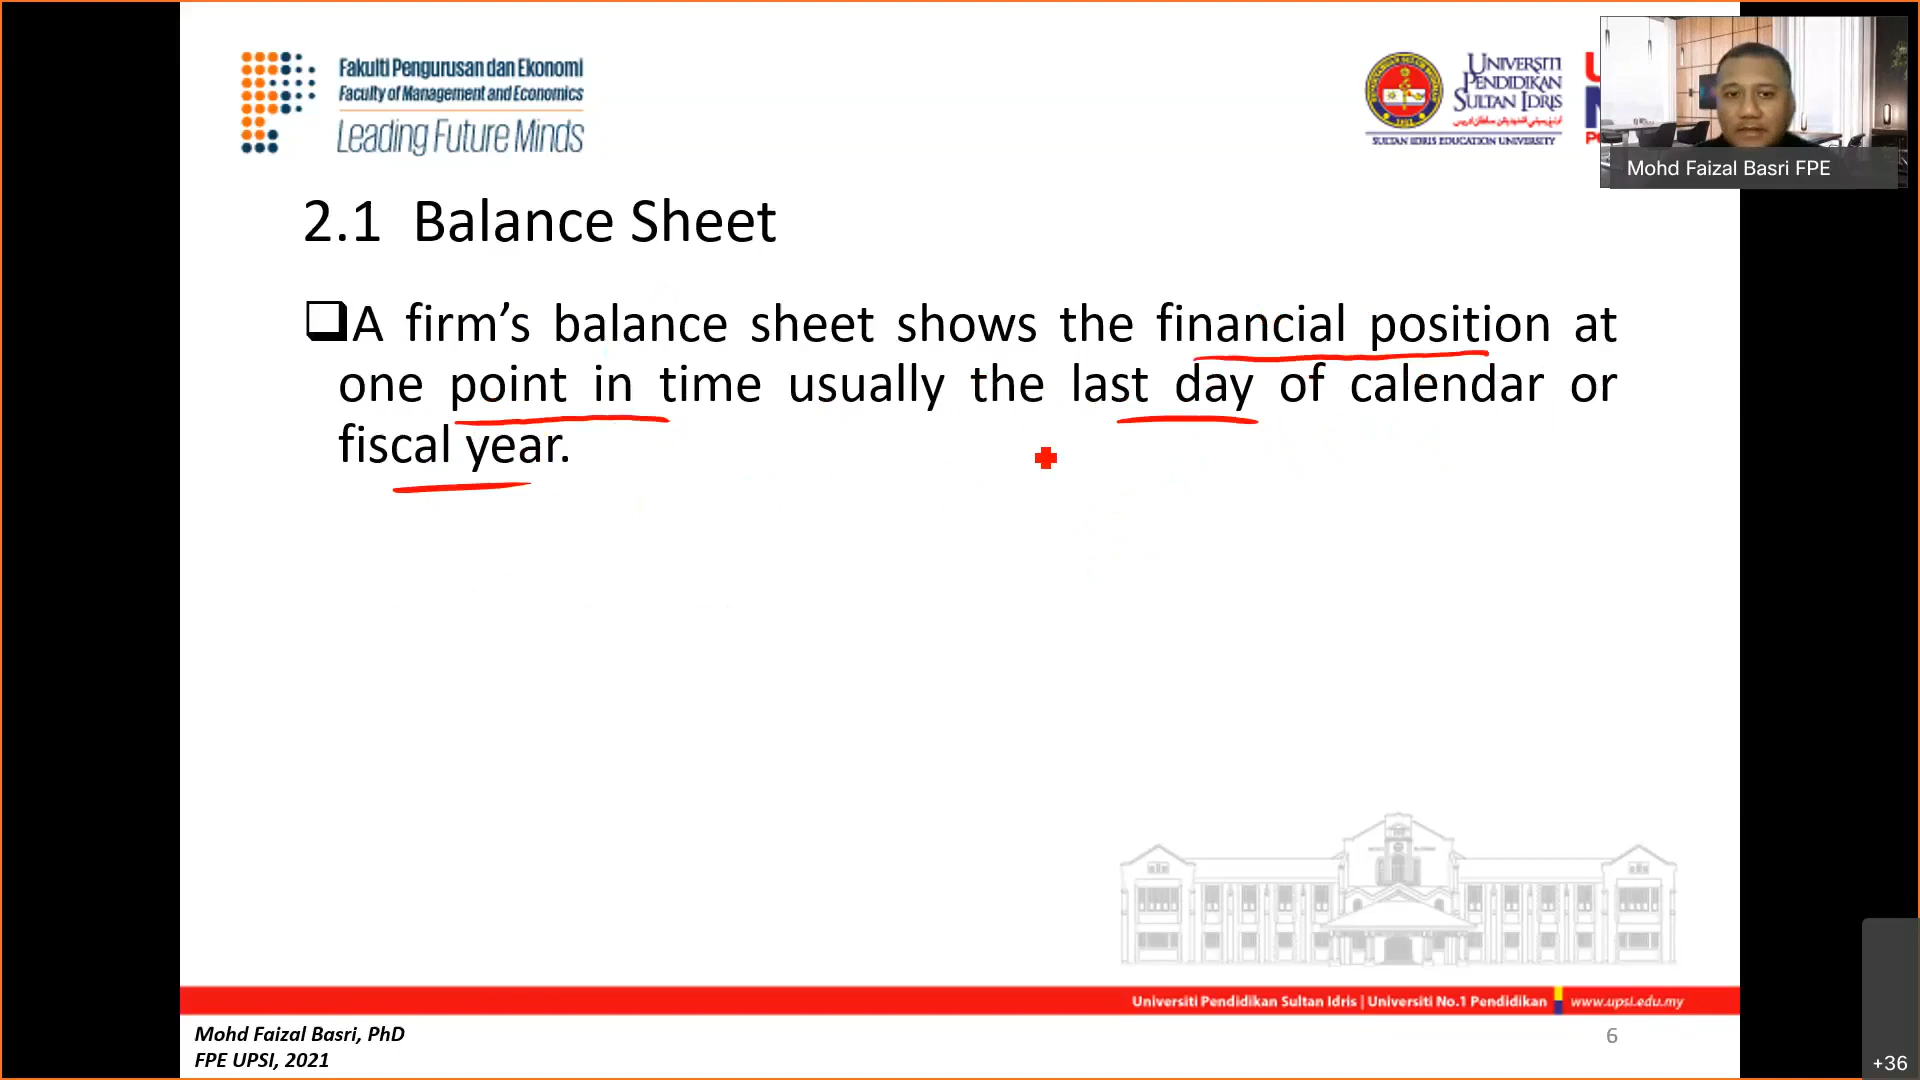 Fakulti Pengurusan dan Ekonomi
Faculty of Management and Economics
Leading Future Minds
UNIVERSITI
PENDIDIKAN
SULTAN IDRIS
SULTAN IDRIS EDUCATION UNIVERSITY
Mohd Faizal Basri FPE
2.1 Balance Sheet
A firm’s balance sheet shows the financial position at
one point in time usually the last day of calendar or
fiscal year.
Universiti Pendidikan Sultan Idris | Universiti No.1 Pendidikan www.upsi.edu.my
Mohd Faizal Basri, PhD
FPE UPSI, 2021
6
+36